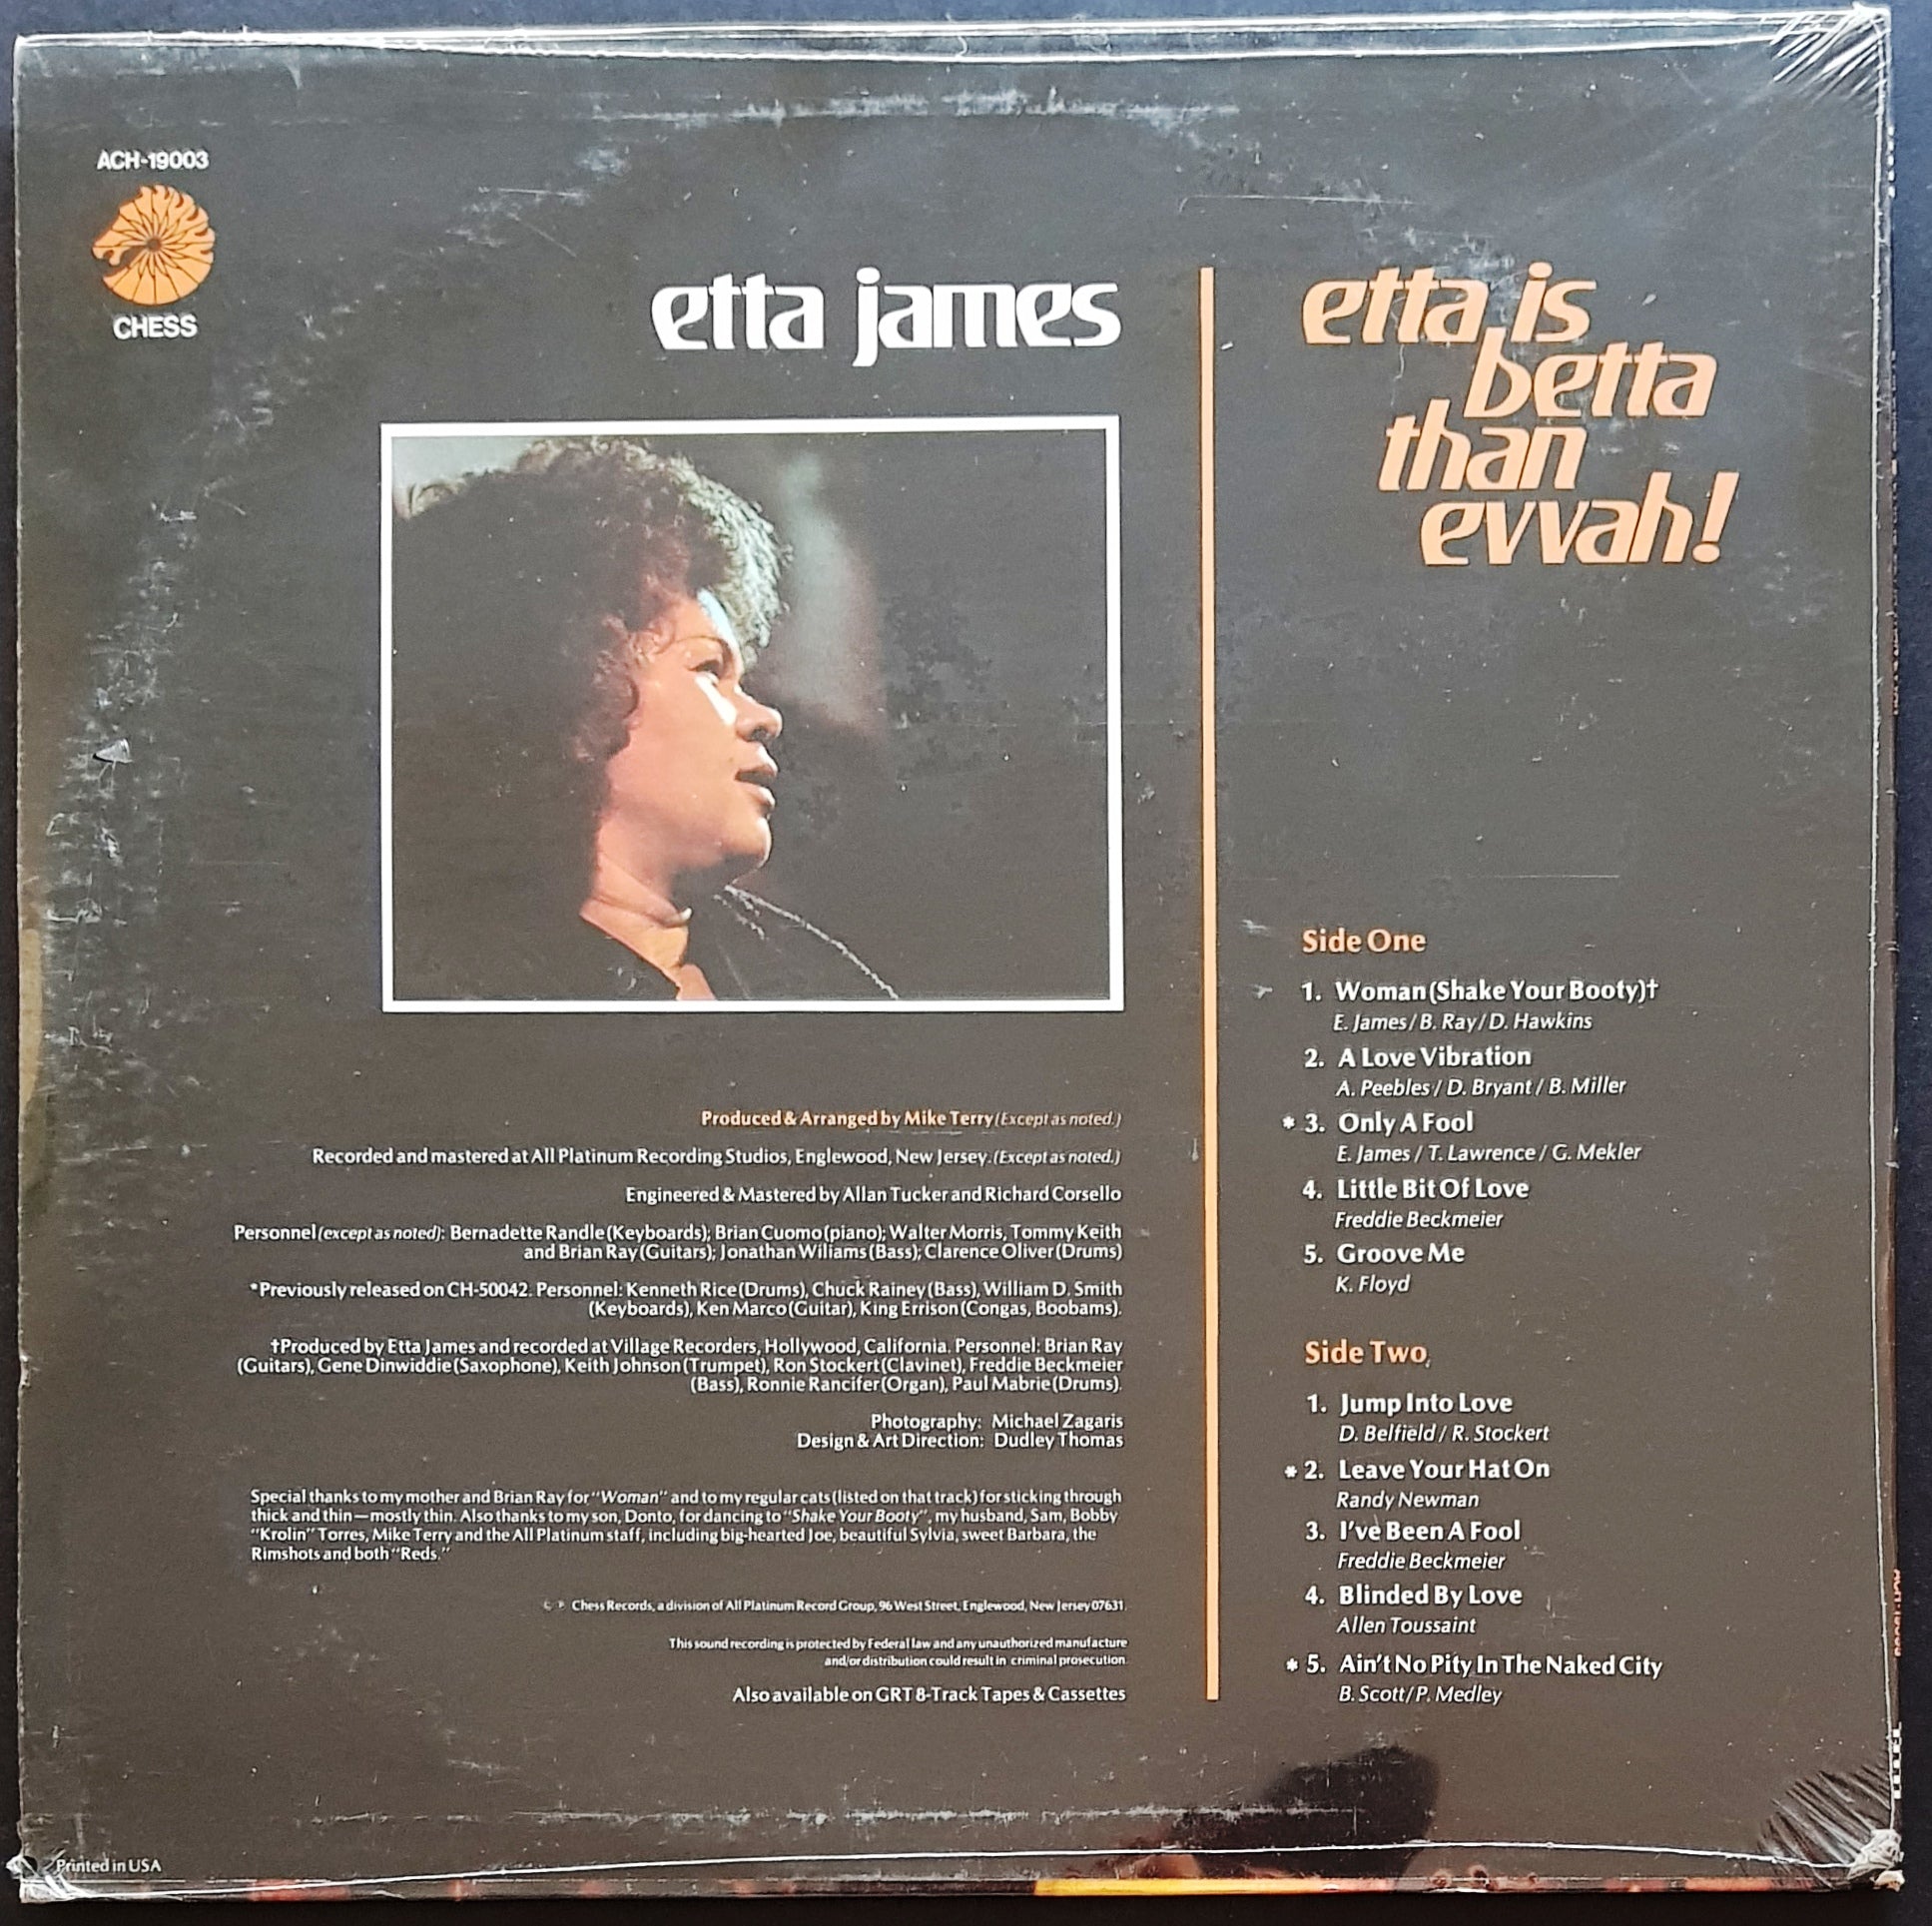 ACH-19003
CHESS
etta james
etta is
betta
than
evvah!
Produced & Arranged by Mike Terry (Except as noted.)
Recorded and mastered at All Platinum Recording Studios, Englewood, New Jersey. (Except as noted.)
Engineered & Mastered by Allan Tucker and Richard Corsello
Personnel (except as noted): Bernadette Randle (Keyboards); Brian Cuomo (piano); Walter Morris, Tommy Keith
and Brian Ray (Guitars); Jonathan Wiliams (Bass); Clarence Oliver (Drums)
*Previously released on CH-50042. Personnel: Kenneth Rice (Drums), Chuck Rainey (Bass), William D. Smith
(Keyboards), Ken Marco (Guitar), King Errison (Congas, Boobams).
†Produced by Etta James and recorded at Village Recorders, Hollywood, California. Personnel: Brian Ray
(Guitars), Gene Dinwiddie (Saxophone), Keith Johnson (Trumpet), Ron Stockert (Clavinet), Freddie Beckmeier
(Bass), Ronnie Rancifer (Organ), Paul Mabrie (Drums).
Photography: Michael Zagaris
Design & Art Direction: Dudley Thomas
Special thanks to my mother and Brian Ray for "Woman" and to my regular cats (listed on that track) for sticking through
thick and thin—mostly thin. Also thanks to my son, Donto, for dancing to "Shake Your Booty", my husband, Sam, Bobby
"Krolin" Torres, Mike Terry and the All Platinum staff, including big-hearted Joe, beautiful Sylvia, sweet Barbara, the
Rimshots and both "Reds."
© ℗ Chess Records, a division of All Platinum Record Group, 96 West Street, Englewood, New Jersey 07631.
This sound recording is protected by Federal law and any unauthorized manufacture
and/or distribution could result in criminal prosecution.
Also available on GRT 8-Track Tapes & Cassettes
Side One
1. Woman (Shake Your Booty)†
E. James / B. Ray / D. Hawkins
2. A Love Vibration
A. Peebles / D. Bryant / B. Miller
* 3. Only A Fool
E. James / T. Lawrence / G. Mekler
4. Little Bit Of Love
Freddie Beckmeier
5. Groove Me
K. Floyd
Side Two
1. Jump Into Love
D. Belfield / R. Stockert
* 2. Leave Your Hat On
Randy Newman
3. I've Been A Fool
Freddie Beckmeier
4. Blinded By Love
Allen Toussaint
* 5. Ain't No Pity In The Naked City
B. Scott / P. Medley
Printed in USA